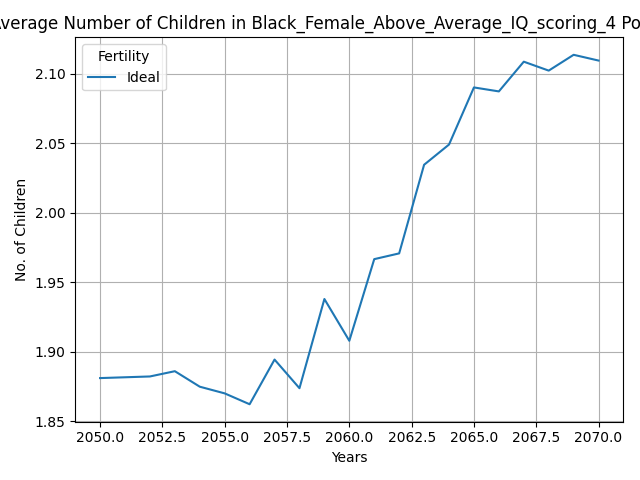 Average Number of Children in Black_Female_Above_Average_IQ_scoring_4 Po
Fertility
Ideal
2.10
2.05
2.00
1.95
1.90
1.85
No. of Children
2050.0 2052.5 2055.0 2057.5 2060.0 2062.5 2065.0 2067.5 2070.0
Years